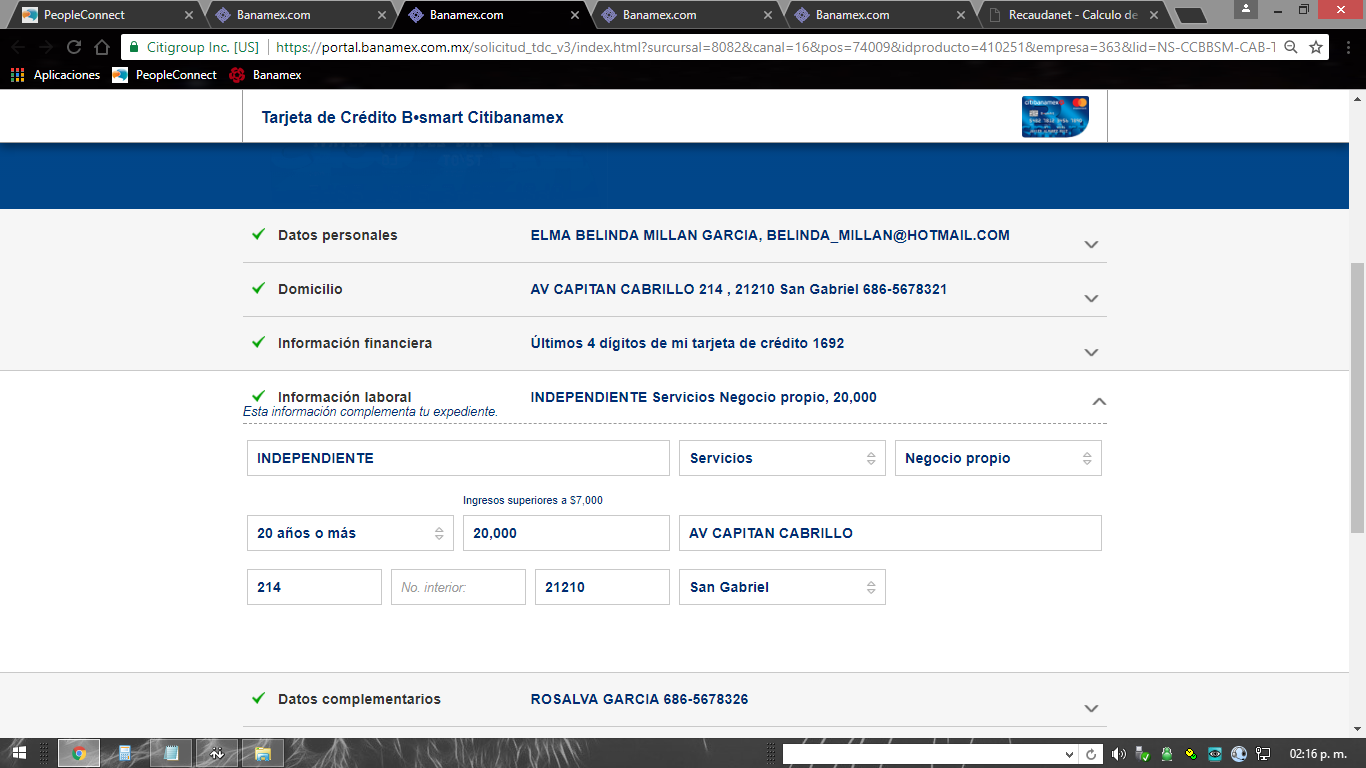 PeopleConnect
Banamex.com
Banamex.com
Banamex.com
Banamex.com
Recaudanet - Calculo de
Citigroup Inc. [US] https://portal.banamex.com.mx/solicitud_tdc_v3/index.html?surcursal=8082&canal=16&pos=74009&idproducto=410251&empresa=363&lid=NS-CCBBSM-CAB-T
Aplicaciones PeopleConnect Banamex
Tarjeta de Crédito B•smart Citibanamex
citibanamex
Datos personales ELMA BELINDA MILLAN GARCIA, BELINDA_MILLAN@HOTMAIL.COM
Domicilio AV CAPITAN CABRILLO 214 , 21210 San Gabriel 686-5678321
Información financiera Últimos 4 dígitos de mi tarjeta de crédito 1692
Información laboral INDEPENDIENTE Servicios Negocio propio, 20,000
Esta información complementa tu expediente.
INDEPENDIENTE Servicios Negocio propio
Ingresos superiores a $7,000
20 años o más 20,000 AV CAPITAN CABRILLO
214 No. interior: 21210 San Gabriel
Datos complementarios ROSALVA GARCIA 686-5678326
02:16 p. m.